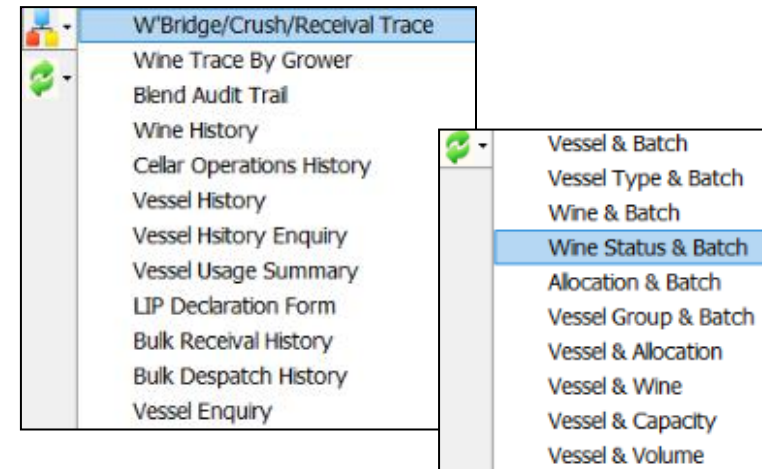 W'Bridge/Crush/Receival Trace
Wine Trace By Grower
Blend Audit Trail
Wine History
Cellar Operations History
Vessel History
Vessel Hsitory Enquiry
Vessel Usage Summary
LIP Declaration Form
Bulk Receival History
Bulk Despatch History
Vessel Enquiry
Vessel & Batch
Vessel Type & Batch
Wine & Batch
Wine Status & Batch
Allocation & Batch
Vessel Group & Batch
Vessel & Allocation
Vessel & Wine
Vessel & Capacity
Vessel & Volume